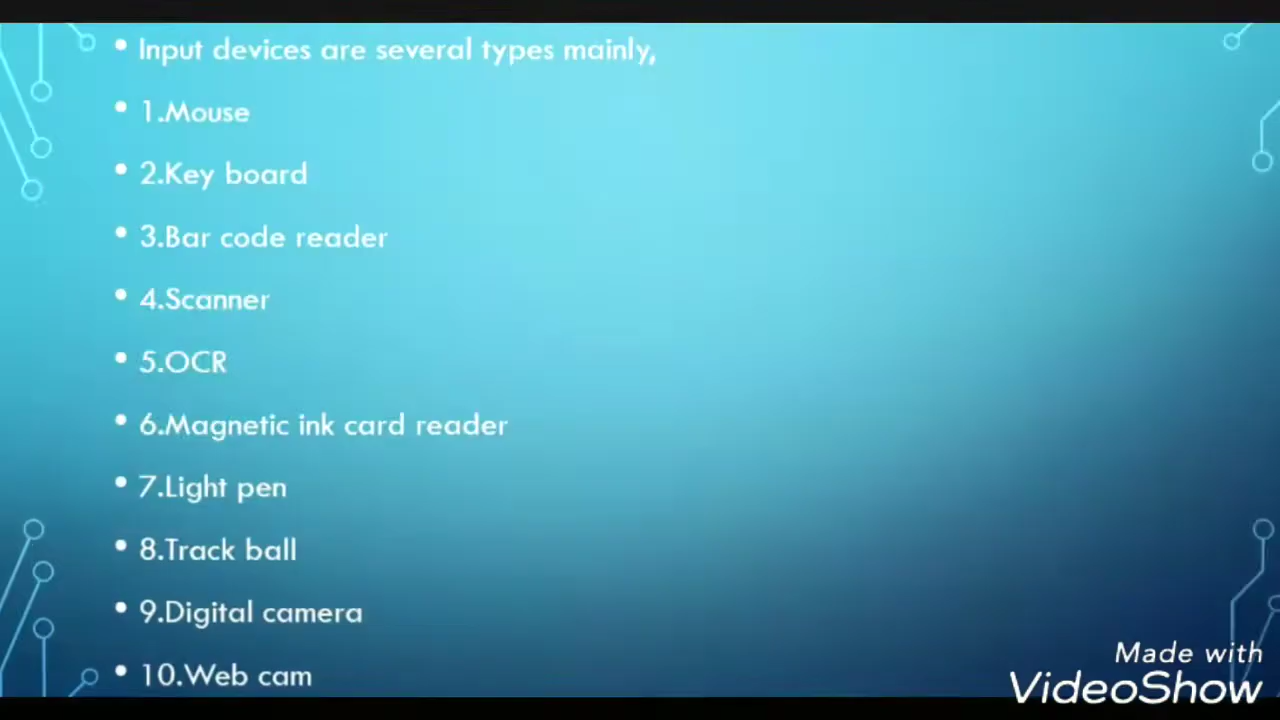 • Input devices are several types mainly,
• 1.Mouse
• 2.Key board
• 3.Bar code reader
• 4.Scanner
• 5.OCR
• 6.Magnetic ink card reader
• 7.Light pen
• 8.Track ball
• 9.Digital camera
• 10.Web cam
Made with
VideoShow